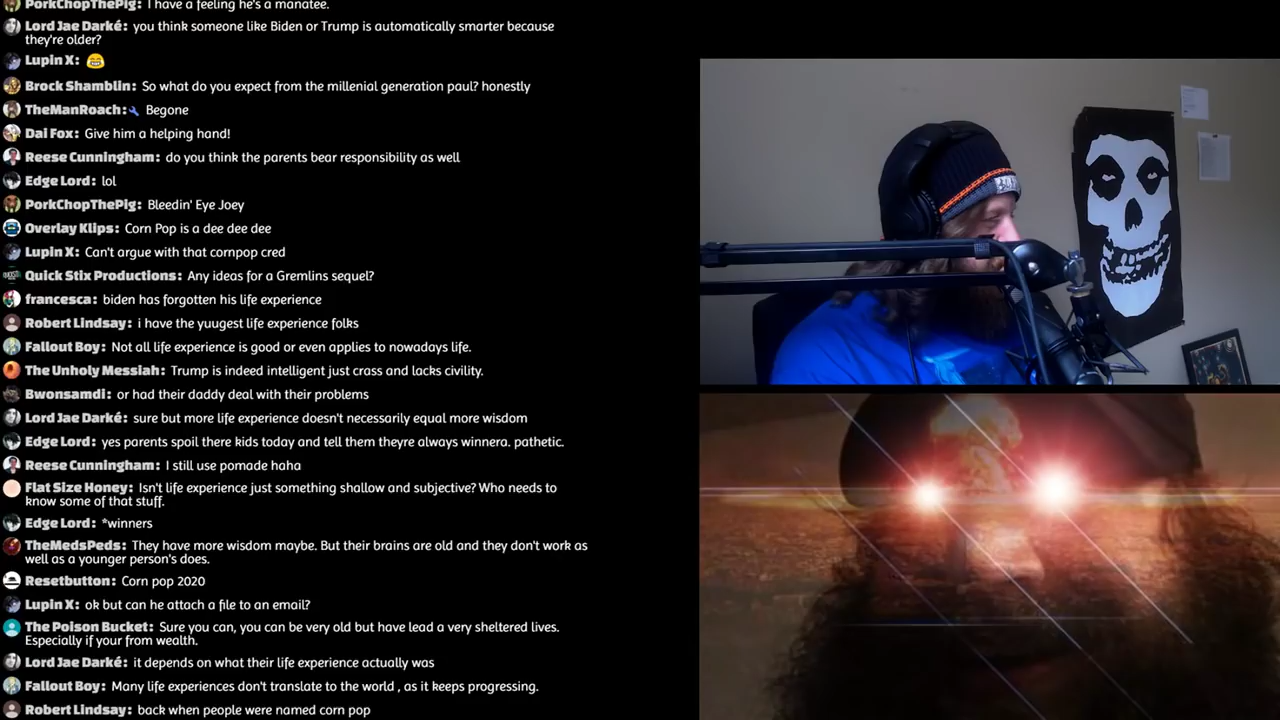 PorkChopThePig: I have a feeling he's a manatee.
Lord Jae Darké: you think someone like Biden or Trump is automatically smarter because
they're older?
Lupin X: 😂
Brock Shamblin: So what do you expect from the millenial generation paul? honestly
TheManRoach: Begone
Dai Fox: Give him a helping hand!
Reese Cunningham: do you think the parents bear responsibility as well
Edge Lord: lol
PorkChopThePig: Bleedin' Eye Joey
Overlay Klips: Corn Pop is a dee dee dee
Lupin X: Can't argue with that cornpop cred
Quick Stix Productions: Any ideas for a Gremlins sequel?
francesca: biden has forgotten his life experience
Robert Lindsay: i have the yuugest life experience folks
Fallout Boy: Not all life experience is good or even applies to nowadays life.
The Unholy Messiah: Trump is indeed intelligent just crass and lacks civility.
Bwonsamdi: or had their daddy deal with their problems
Lord Jae Darké: sure but more life experience doesn't necessarily equal more wisdom
Edge Lord: yes parents spoil there kids today and tell them theyre always winnera. pathetic.
Reese Cunningham: I still use pomade haha
Flat Size Honey: Isn't life experience just something shallow and subjective? Who needs to
know some of that stuff.
Edge Lord: *winners
TheMedsPeds: They have more wisdom maybe. But their brains are old and they don't work as
well as a younger person's does.
Resetbutton: Corn pop 2020
Lupin X: ok but can he attach a file to an email?
The Poison Bucket: Sure you can, you can be very old but have lead a very sheltered lives.
Especially if your from wealth.
Lord Jae Darké: it depends on what their life experience actually was
Fallout Boy: Many life experiences don't translate to the world , as it keeps progressing.
Robert Lindsay: back when people were named corn pop